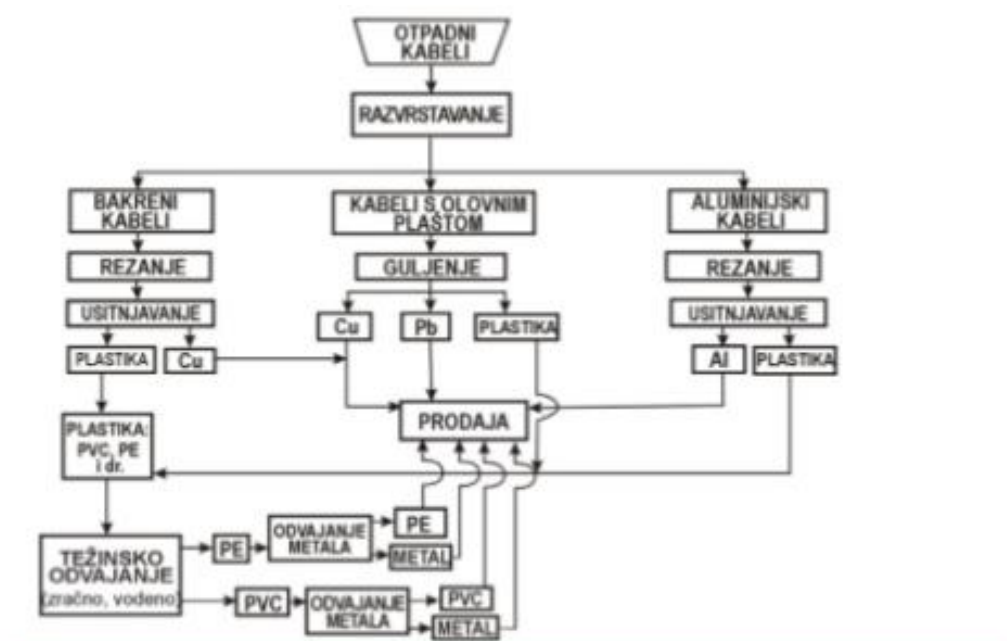 OTPADNI
KABELI
RAZVRSTAVANJE
BAKRENI
KABELI
KABELI S OLOVNIM
PLAŠTOM
ALUMINIJSKI
KABELI
REZANJE
GULJENJE
REZANJE
USITNJAVANJE
USITNJAVANJE
Cu
Pb
PLASTIKA
PLASTIKA
Cu
Al
PLASTIKA
PRODAJA
PLASTIKA:
PVC, PE
i dr.
PE
ODVAJANJE
METALA
PE
METAL
TEŽINSKO
ODVAJANJE
(zračno, vodeno)
PVC
ODVAJANJE
METALA
PVC
METAL